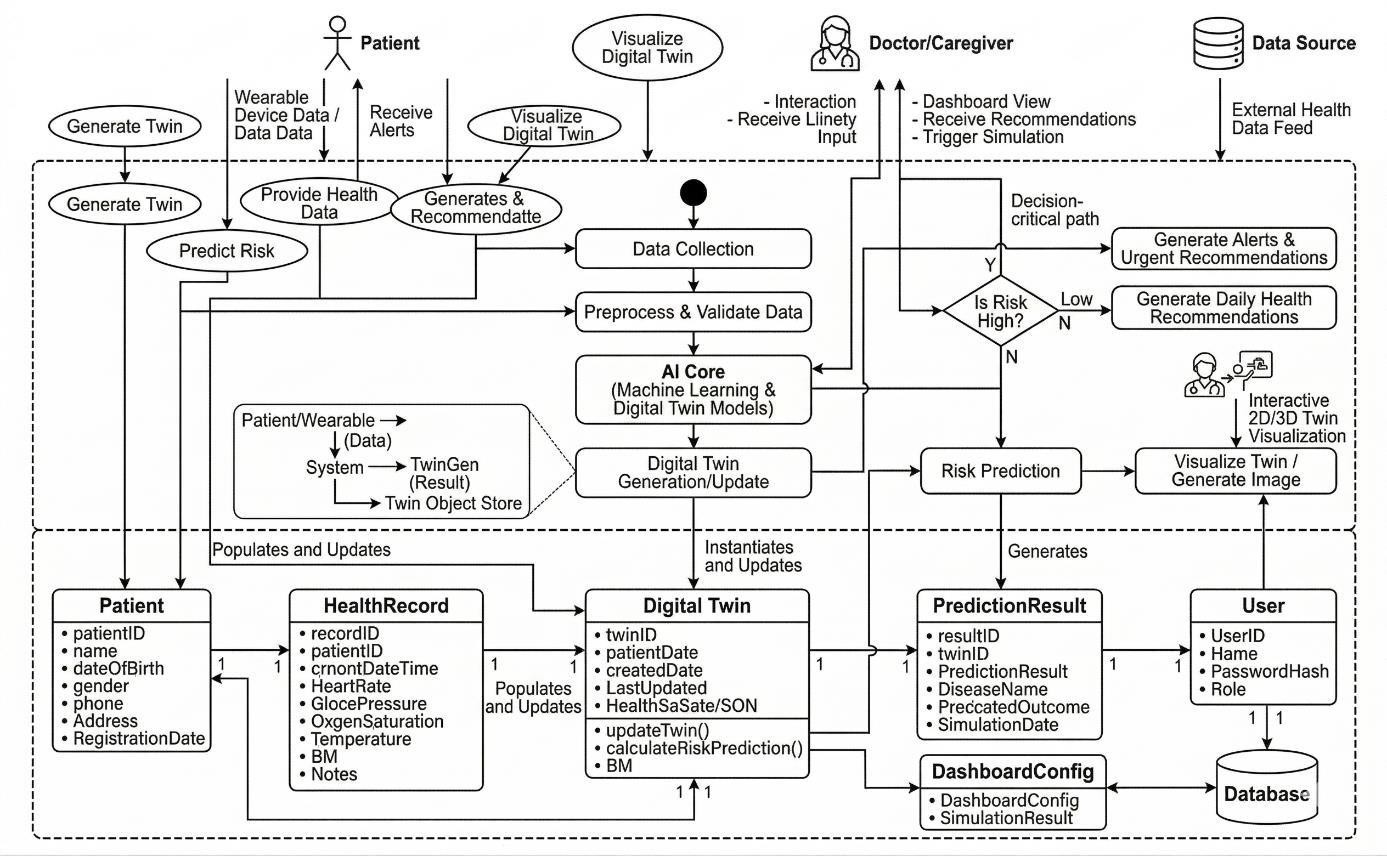 Patient
Visualize
Digital Twin
Doctor/Caregiver
Data Source
Generate Twin
Wearable
Device Data /
Data Data
Receive
Alerts
Visualize
Digital Twin
- Interaction
- Receive Llinety
Input
- Dashboard View
- Receive Recommendations
- Trigger Simulation
External Health
Data Feed
Generate Twin
Provide Health
Data
Generates &
Recommendatte
Predict Risk
Decision-
critical path
Data Collection
Generate Alerts &
Urgent Recommendations
Y
Preprocess & Validate Data
Is Risk
High?
Low
N
Generate Daily Health
Recommendations
N
AI Core
(Machine Learning &
Digital Twin Models)
Interactive
2D/3D Twin
Visualization
Patient/Wearable
(Data)
System
TwinGen
(Result)
Twin Object Store
Digital Twin
Generation/Update
Risk Prediction
Visualize Twin /
Generate Image
Populates and Updates
Instantiates
and Updates
Generates
Patient
• patientID
• name
• dateOfBirth
• gender
• phone
• Address
• RegistrationDate
1
1
HealthRecord
• recordID
• patientID
• crnontDateTime
• HeartRate
• GlocePressure
• OxgenSaturation
• Temperature
• BM
• Notes
1
1
Populates
and Updates
Digital Twin
• twinID
• patientDate
• createdDate
• LastUpdated
• HealthSaSate/SON
• updateTwin()
• calculateRiskPrediction()
• BM
1
1
1
1
PredictionResult
• resultID
• twinID
• PredictionResult
• DiseaseName
• PreccatedOutcome
• SimulationDate
1
1
User
• UserID
• Hame
• PasswordHash
• Role
1
1
DashboardConfig
• DashboardConfig
• SimulationResult
Database